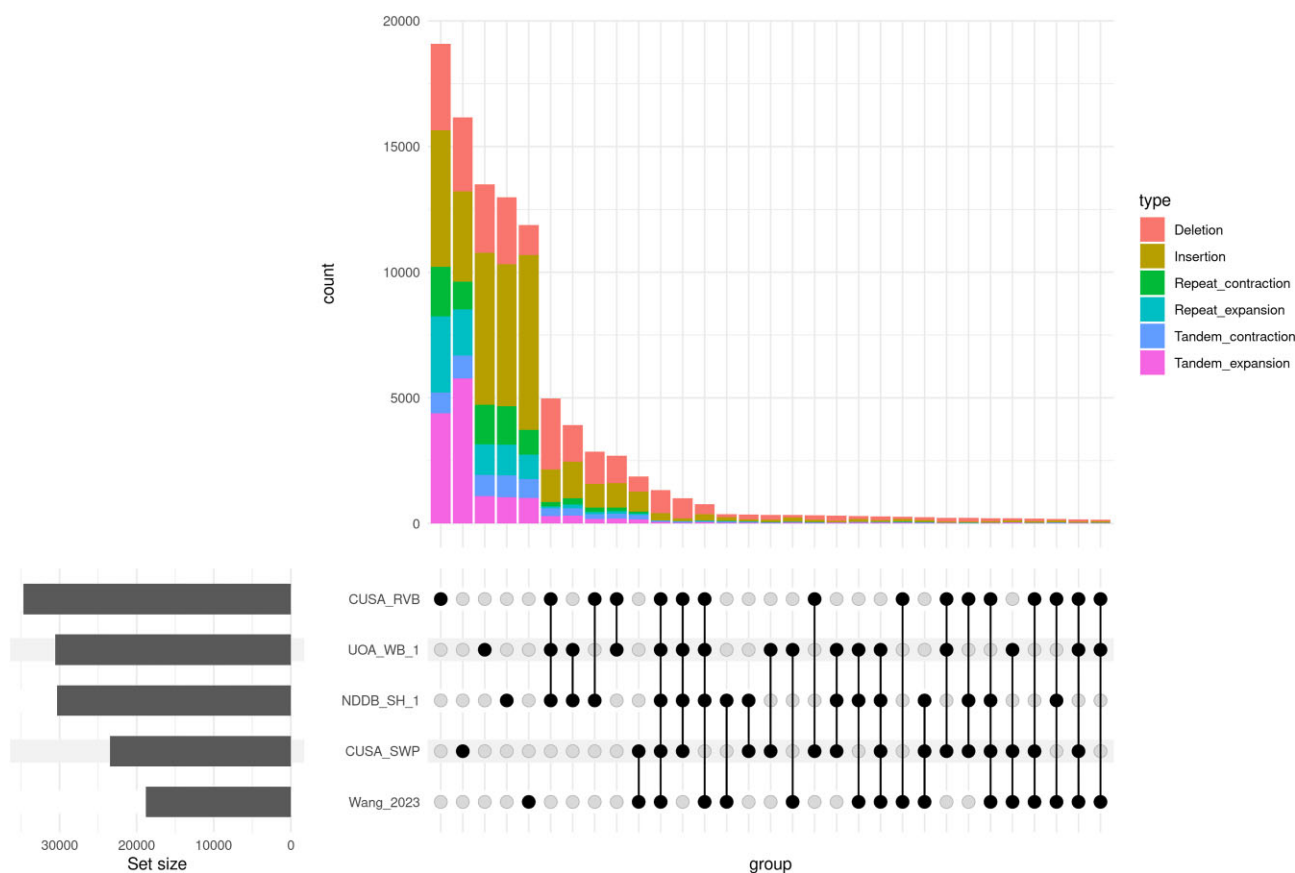 20000
15000
10000
5000
0
count
type
Deletion
Insertion
Repeat_contraction
Repeat_expansion
Tandem_contraction
Tandem_expansion
CUSA_RVB
UOA_WB_1
NDDB_SH_1
CUSA_SWP
Wang_2023
30000 20000 10000 0
Set size
group